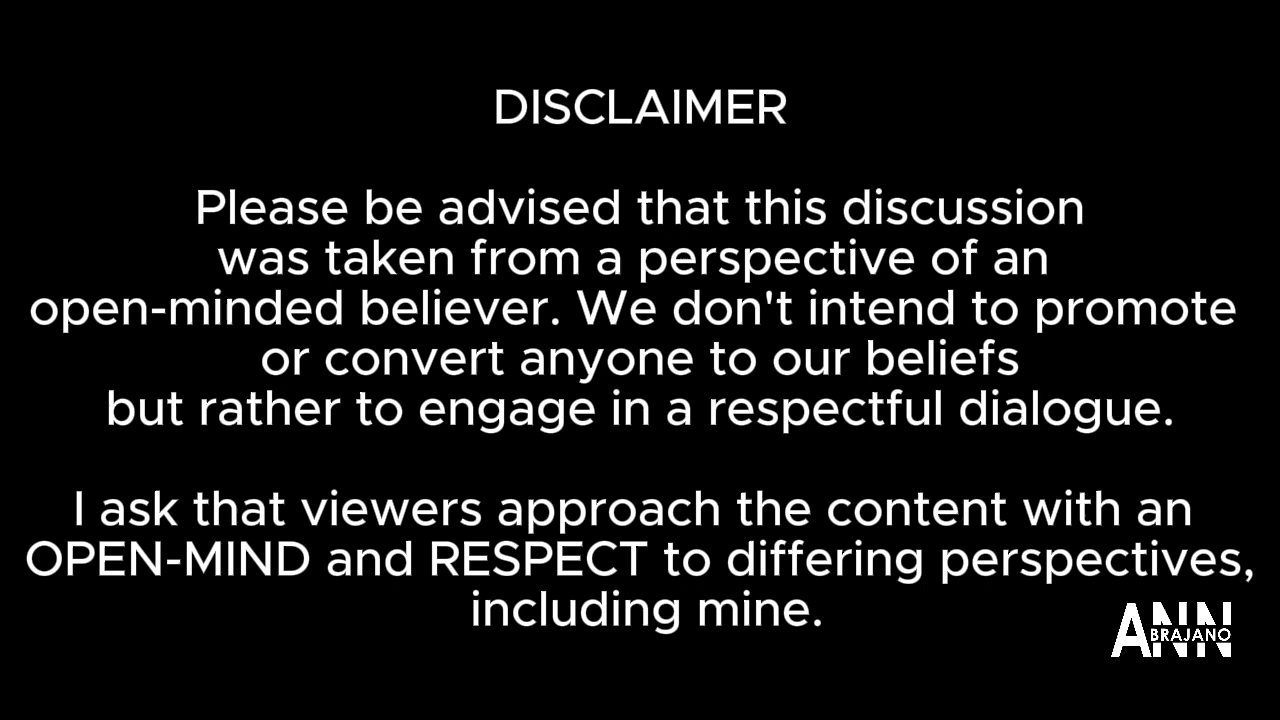 DISCLAIMER
Please be advised that this discussion
was taken from a perspective of an
open-minded believer. We don't intend to promote
or convert anyone to our beliefs
but rather to engage in a respectful dialogue.
I ask that viewers approach the content with an
OPEN-MIND and RESPECT to differing perspectives,
including mine.
ANN
BRAJANO